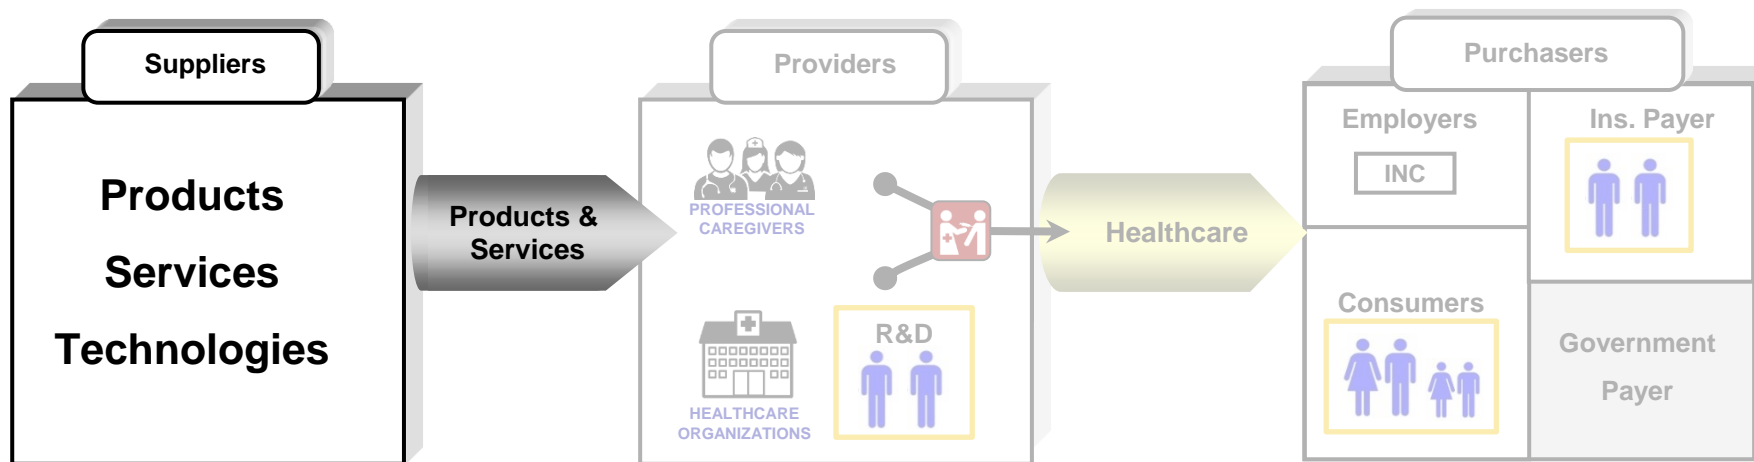 Suppliers
Products
Services
Technologies
Products &
Services
Providers
PROFESSIONAL
CAREGIVERS
HEALTHCARE
ORGANIZATIONS
R&D
Healthcare
Purchasers
Employers
INC
Ins. Payer
Consumers
Government
Payer